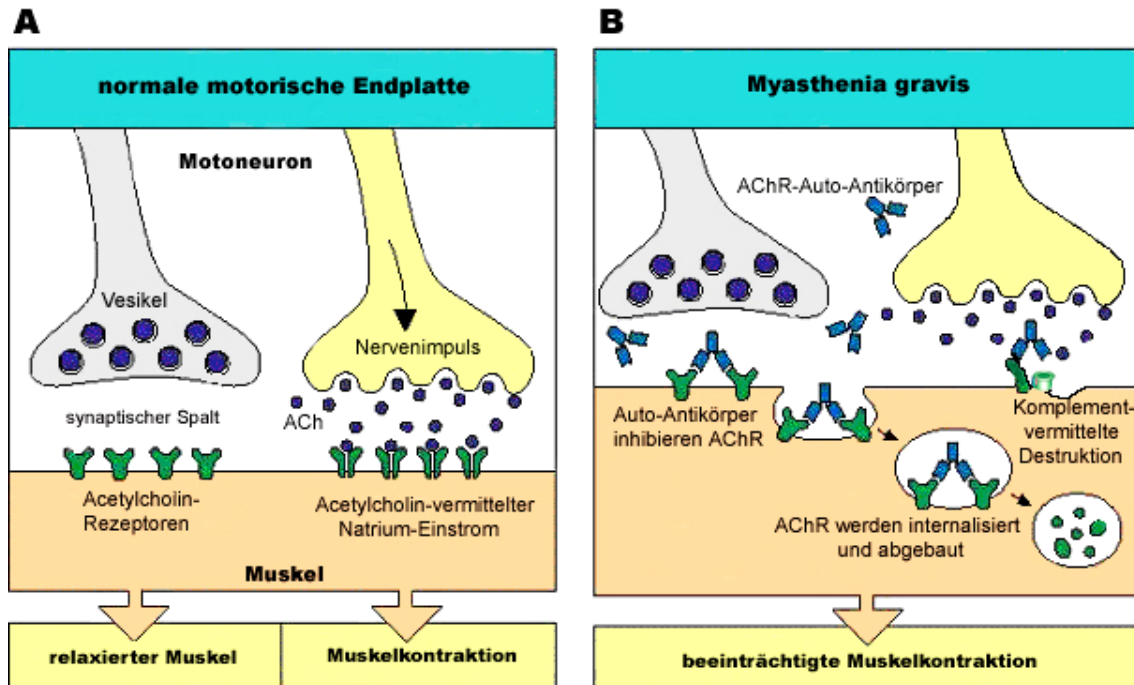 A
normale motorische Endplatte
Motoneuron
Vesikel
Nervenimpuls
synaptischer Spalt
ACh
Acetylcholin-
Rezeptoren
Acetylcholin-vermittelter
Natrium-Einstrom
Muskel
relaxierter Muskel
Muskelkontraktion
B
Myasthenia gravis
AChR-Auto-Antikörper
Auto-Antikörper
inhibieren AChR
Komplement-
vermittelte
Destruktion
AChR werden internalisiert
und abgebaut
beeinträchtigte Muskelkontraktion